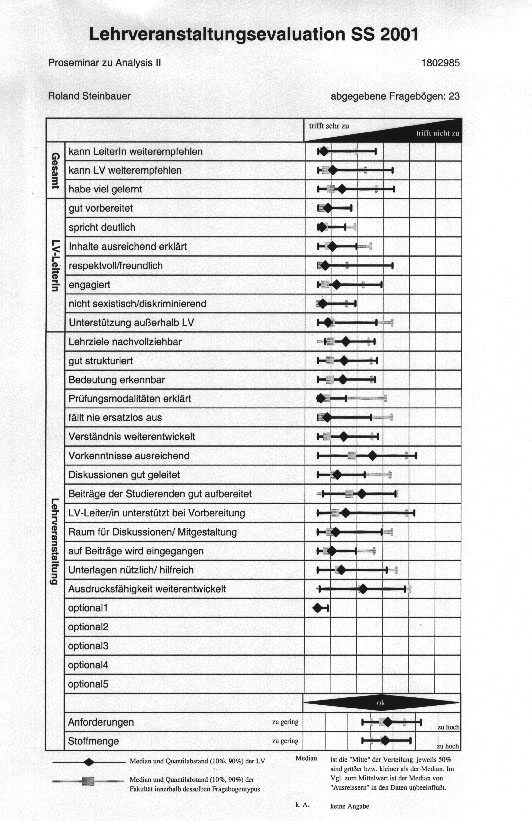 Lehrveranstaltungsevaluation SS 2001
Proseminar zu Analysis II 1802985
Roland Steinbauer abgegebene Fragebögen: 23
trifft sehr zu
trifft nicht zu
Gesamt
kann LeiterIn weiterempfehlen
kann LV weiterempfehlen
habe viel gelernt
LV-LeiterIn
gut vorbereitet
spricht deutlich
Inhalte ausreichend erklärt
respektvoll/freundlich
engagiert
nicht sexistisch/diskriminierend
Unterstützung außerhalb LV
Lehrveranstaltung
Lehrziele nachvollziehbar
gut strukturiert
Bedeutung erkennbar
Prüfungsmodalitäten erklärt
fällt nie ersatzlos aus
Verständnis weiterentwickelt
Vorkenntnisse ausreichend
Diskussionen gut geleitet
Beiträge der Studierenden gut aufbereitet
LV-Leiter/in unterstützt bei Vorbereitung
Raum für Diskussionen/ Mitgestaltung
auf Beiträge wird eingegangen
Unterlagen nützlich/ hilfreich
Ausdrucksfähigkeit weiterentwickelt
optional1
optional2
optional3
optional4
optional5
ok
Anforderungen zu gering zu hoch
Stoffmenge zu gering zu hoch
Median und Quantilabstand (10%, 90%) der LV
Median und Quantilabstand (10%, 90%) der
Fakultät innerhalb desselben Fragebogentypus
Median ist die "Mitte" der Verteilung; jeweils 50%
sind größer bzw. kleiner als der Median. Im
Vgl. zum Mittelwert ist der Median von
"Ausreissern" in den Daten unbeeinflußt.
k. A. keine Angabe